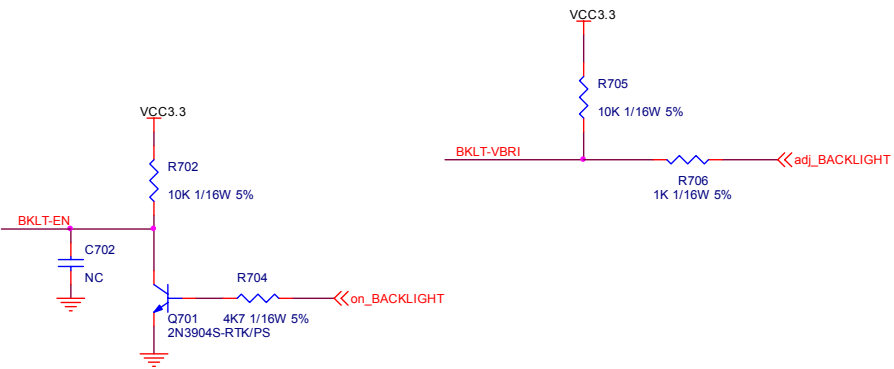 VCC3.3
R705
10K 1/16W 5%
BKLT-VBRI
adj_BACKLIGHT
R706
1K 1/16W 5%
VCC3.3
R702
10K 1/16W 5%
BKLT-EN
C702
NC
R704
on_BACKLIGHT
Q701
4K7 1/16W 5%
2N3904S-RTK/PS